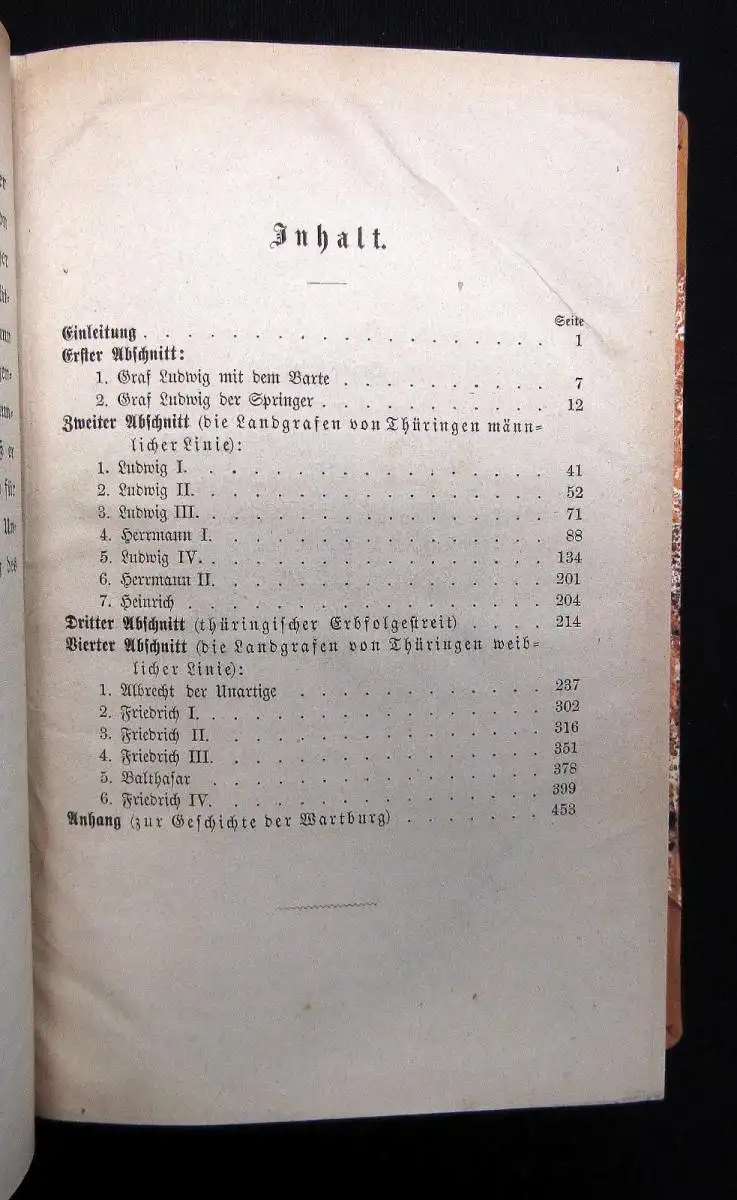 Inhalt.
Seite
Einleitung . . . . . . . . . . . . . . . . 1
Erster Abschnitt:
1. Graf Ludwig mit dem Barte . . . . . . . . . . 7
2. Graf Ludwig der Springer . . . . . . . . . . . 12
Zweiter Abschnitt (die Landgrafen von Thüringen männ=
licher Linie):
1. Ludwig I. . . . . . . . . . . . . . . . 41
2. Ludwig II. . . . . . . . . . . . . . . . 52
3. Ludwig III. . . . . . . . . . . . . . . . 71
4. Herrmann I. . . . . . . . . . . . . . . 88
5. Ludwig IV. . . . . . . . . . . . . . . . 134
6. Herrmann II. . . . . . . . . . . . . . . 201
7. Heinrich . . . . . . . . . . . . . . . . 204
Dritter Abschnitt (thüringischer Erbfolgestreit) . . . . 214
Vierter Abschnitt (die Landgrafen von Thüringen weib=
licher Linie):
1. Albrecht der Unartige . . . . . . . . . . . 237
2. Friedrich I. . . . . . . . . . . . . . . . 302
3. Friedrich II. . . . . . . . . . . . . . . 316
4. Friedrich III. . . . . . . . . . . . . . . 351
5. Balthasar . . . . . . . . . . . . . . . 378
6. Friedrich IV. . . . . . . . . . . . . . . 399
Anhang (zur Geschichte der Wartburg) . . . . . . . 453